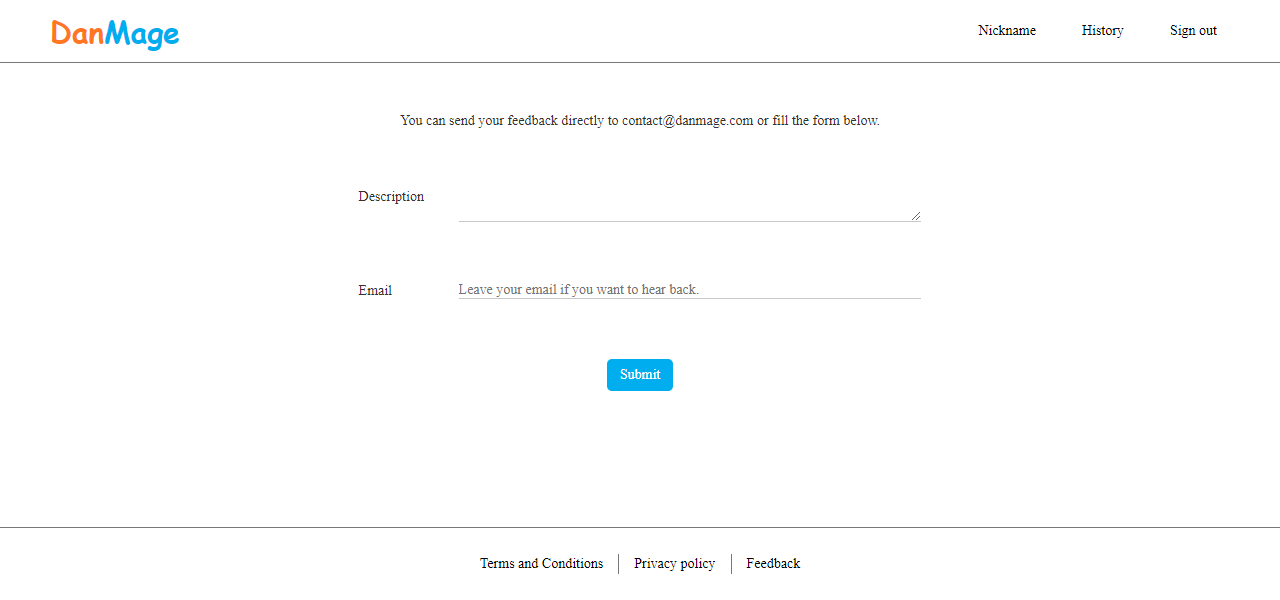 DanMage Nickname History Sign out
You can send your feedback directly to contact@danmage.com or fill the form below.
Description
Email Leave your email if you want to hear back.
Submit
Terms and Conditions Privacy policy Feedback